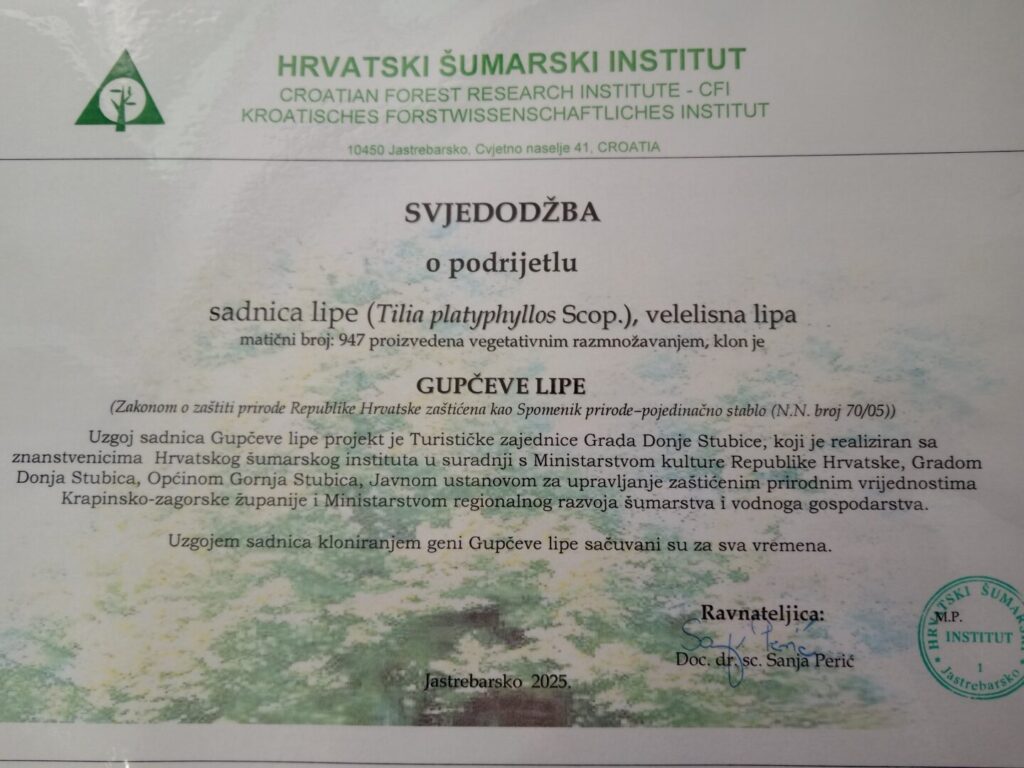 HRVATSKI ŠUMARSKI INSTITUT
CROATIAN FOREST RESEARCH INSTITUTE - CFI
KROATISCHES FORSTWISSENSCHAFTLICHES INSTITUT
10450 Jastrebarsko, Cvjetno naselje 41, CROATIA
SVJEDODŽBA
o podrijetlu
sadnica lipe (Tilia platyphyllos Scop.), velelisna lipa
matični broj: 947 proizvedena vegetativnim razmnožavanjem, klon je
GUPČEVE LIPE
(Zakonom o zaštiti prirode Republike Hrvatske zaštićena kao Spomenik prirode–pojedinačno stablo (N.N. broj 70/05))
Uzgoj sadnica Gupčeve lipe projekt je Turističke zajednice Grada Donje Stubice, koji je realiziran sa
znanstvenicima Hrvatskog šumarskog instituta u suradnji s Ministarstvom kulture Republike Hrvatske, Gradom
Donja Stubica, Općinom Gornja Stubica, Javnom ustanovom za upravljanje zaštićenim prirodnim vrijednostima
Krapinsko-zagorske županije i Ministarstvom regionalnog razvoja šumarstva i vodnoga gospodarstva.
Uzgojem sadnica kloniranjem geni Gupčeve lipe sačuvani su za sva vremena.
Ravnateljica:
Doc. dr. sc. Sanja Perić
Jastrebarsko 2025.
M.P.
HRVATSKI
INSTITUT
1
Jastrebarsko